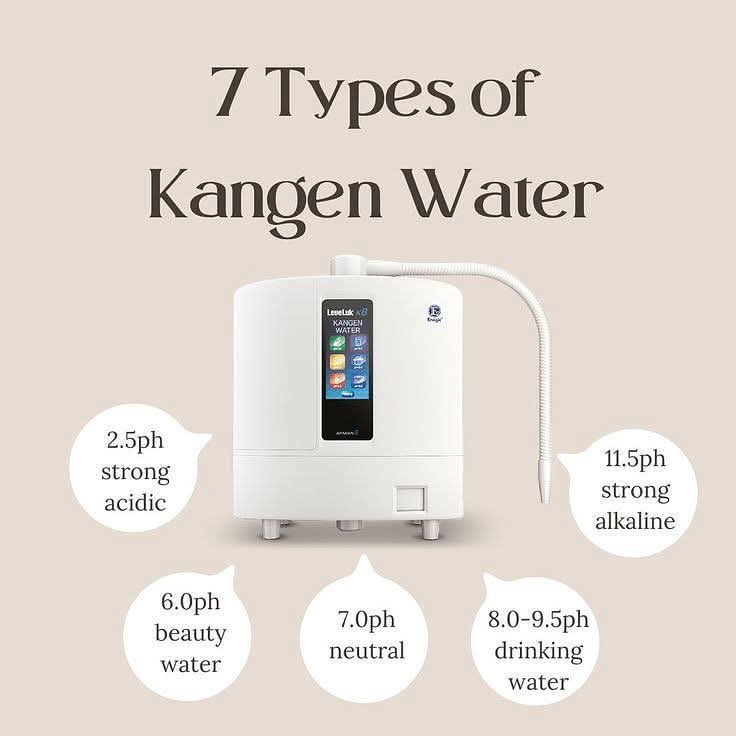 7 Types of
Kangen Water
LeveLuk K8
KANGEN
WATER
Enagic
2.5ph
strong
acidic
11.5ph
strong
alkaline
6.0ph
beauty
water
7.0ph
neutral
8.0-9.5ph
drinking
water